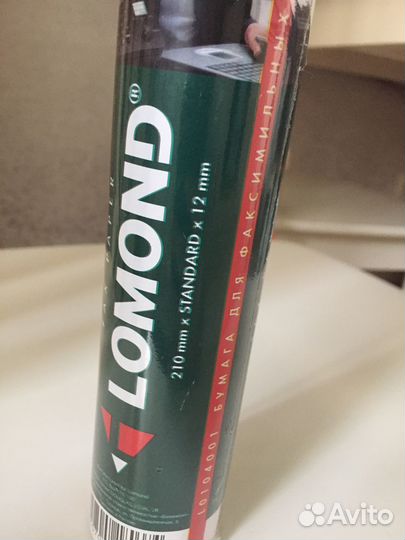 FAX PAPER
LOMOND®
210 mm x STANDARD x 12 mm
L0104001 БУМАГА ДЛЯ ФАКСИМИЛЬНЫХ
Avito